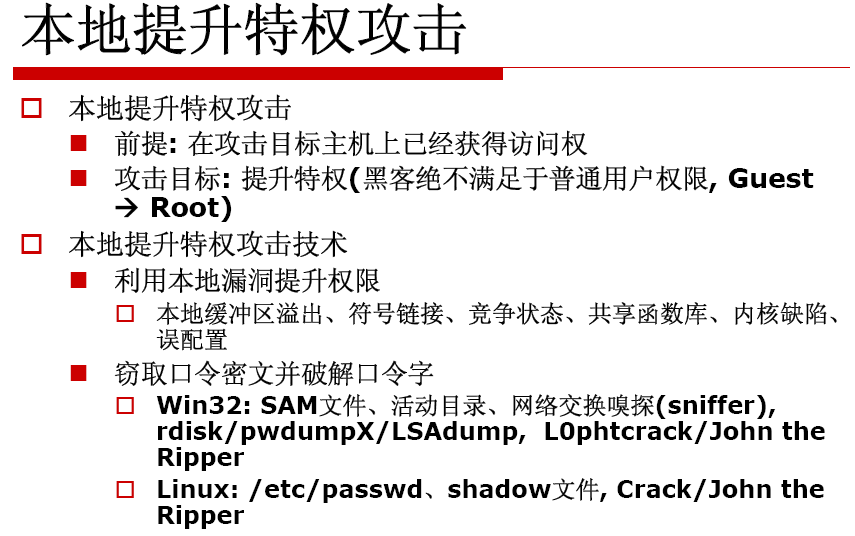 本地提升特权攻击
本地提升特权攻击
前提: 在攻击目标主机上已经获得访问权
攻击目标: 提升特权(黑客绝不满足于普通用户权限, Guest
→ Root)
本地提升特权攻击技术
利用本地漏洞提升权限
本地缓冲区溢出、符号链接、竞争状态、共享函数库、内核缺陷、
误配置
窃取口令密文并破解口令字
Win32: SAM文件、活动目录、网络交换嗅探(sniffer),
rdisk/pwdumpX/LSAdump, L0phtcrack/John the
Ripper
Linux: /etc/passwd、shadow文件, Crack/John the
Ripper